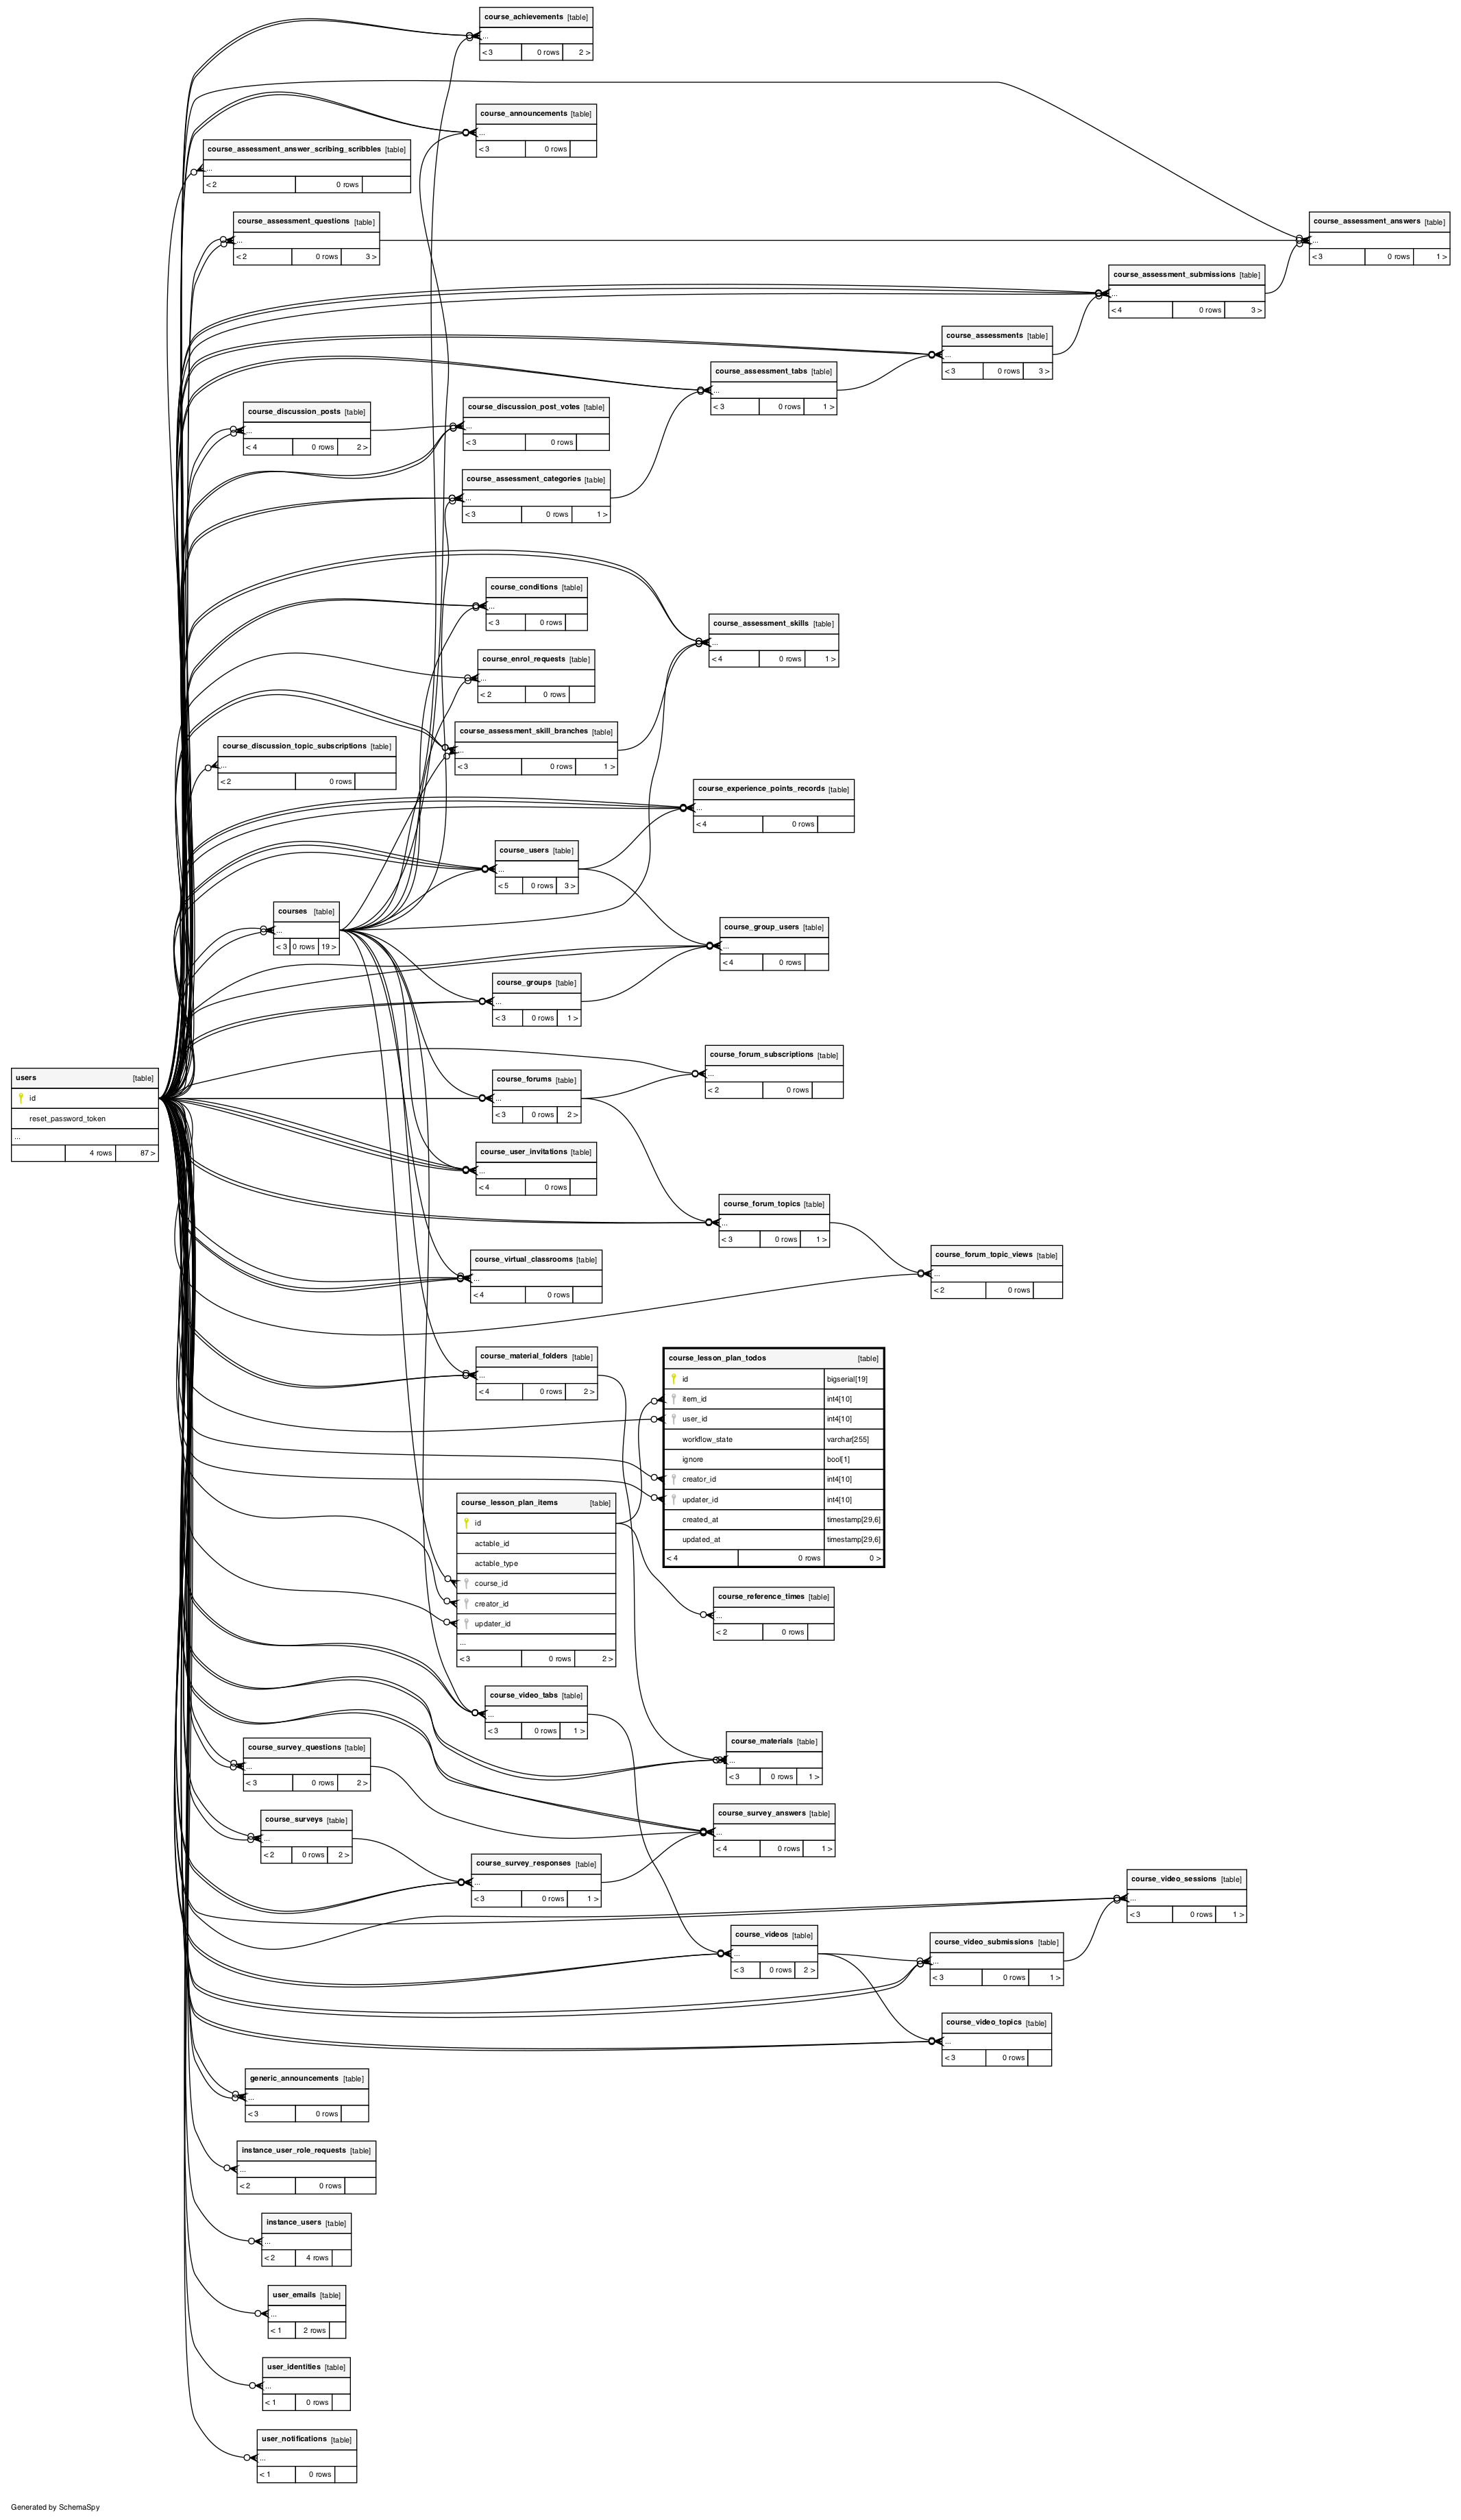 course_achievements [table]
...
< 3 0 rows 2 >
course_announcements [table]
...
< 3 0 rows
course_assessment_answer_scribing_scribbles [table]
...
< 2 0 rows
course_assessment_questions [table]
...
< 2 0 rows 3 >
course_assessment_answers [table]
...
< 3 0 rows 1 >
course_assessment_submissions [table]
...
< 4 0 rows 3 >
course_assessments [table]
...
< 3 0 rows 3 >
course_assessment_tabs [table]
...
< 3 0 rows 1 >
course_discussion_posts [table]
...
< 4 0 rows 2 >
course_discussion_post_votes [table]
...
< 3 0 rows
course_assessment_categories [table]
...
< 3 0 rows 1 >
course_conditions [table]
...
< 3 0 rows
course_assessment_skills [table]
...
< 4 0 rows 1 >
course_enrol_requests [table]
...
< 2 0 rows
course_assessment_skill_branches [table]
...
< 3 0 rows 1 >
course_discussion_topic_subscriptions [table]
...
< 2 0 rows
course_experience_points_records [table]
...
< 4 0 rows
course_users [table]
...
< 5 0 rows 3 >
courses [table]
...
< 3 0 rows 19 >
course_group_users [table]
...
< 4 0 rows
course_groups [table]
...
< 3 0 rows 1 >
course_forum_subscriptions [table]
...
< 2 0 rows
users [table]
id
reset_password_token
...
4 rows 87 >
course_forums [table]
...
< 3 0 rows 2 >
course_user_invitations [table]
...
< 4 0 rows
course_forum_topics [table]
...
< 3 0 rows 1 >
course_forum_topic_views [table]
...
< 2 0 rows
course_virtual_classrooms [table]
...
< 4 0 rows
course_material_folders [table]
...
< 4 0 rows 2 >
course_lesson_plan_todos [table]
id bigserial[19]
item_id int4[10]
user_id int4[10]
workflow_state varchar[255]
ignore bool[1]
creator_id int4[10]
updater_id int4[10]
created_at timestamp[29,6]
updated_at timestamp[29,6]
< 4 0 rows 0 >
course_lesson_plan_items [table]
id
actable_id
actable_type
course_id
creator_id
updater_id
...
< 3 0 rows 2 >
course_reference_times [table]
...
< 2 0 rows
course_video_tabs [table]
...
< 3 0 rows 1 >
course_materials [table]
...
< 3 0 rows 1 >
course_survey_questions [table]
...
< 3 0 rows 2 >
course_survey_answers [table]
...
< 4 0 rows 1 >
course_surveys [table]
...
< 2 0 rows 2 >
course_survey_responses [table]
...
< 3 0 rows 1 >
course_video_sessions [table]
...
< 3 0 rows 1 >
course_videos [table]
...
< 3 0 rows 2 >
course_video_submissions [table]
...
< 3 0 rows 1 >
course_video_topics [table]
...
< 3 0 rows
generic_announcements [table]
...
< 3 0 rows
instance_user_role_requests [table]
...
< 2 0 rows
instance_users [table]
...
< 2 4 rows
user_emails [table]
...
< 1 2 rows
user_identities [table]
...
< 1 0 rows
user_notifications [table]
...
< 1 0 rows
Generated by SchemaSpy